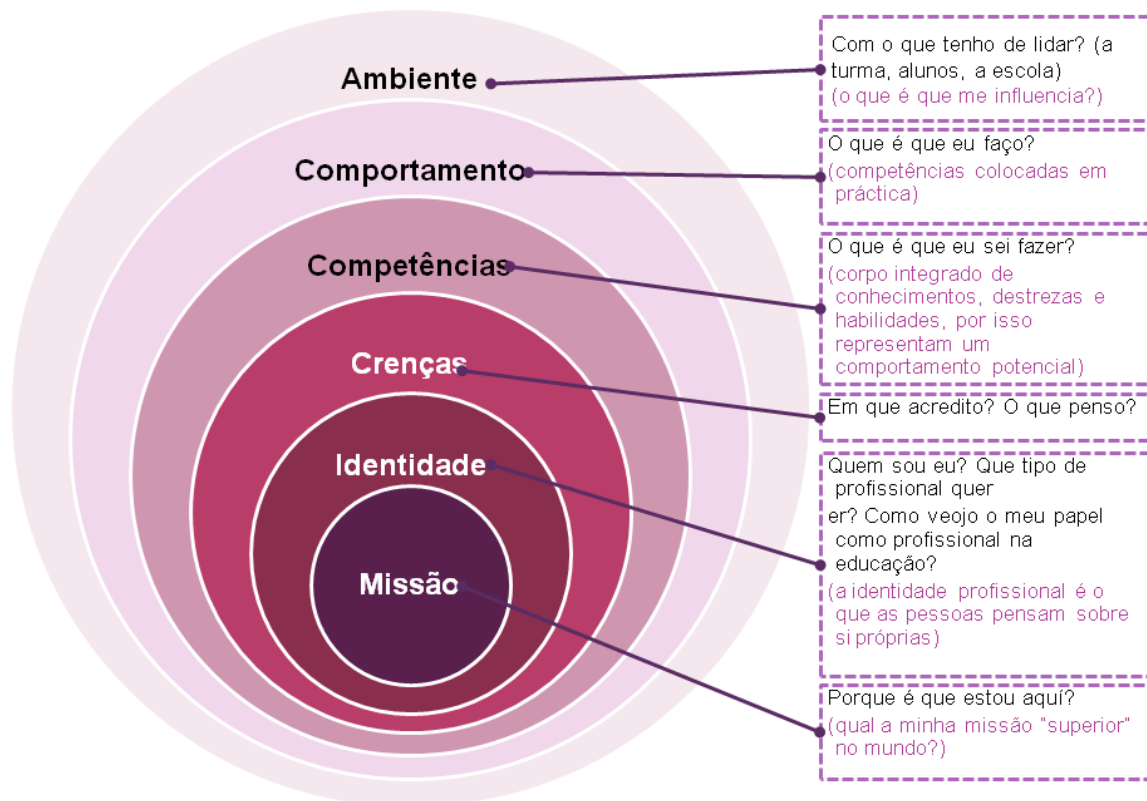 Ambiente
Com o que tenho de lidar? (a
turma, alunos, a escola)
(o que é que me influencia?)
Comportamento
O que é que eu faço?
(competências colocadas em
práctica)
Competências
O que é que eu sei fazer?
(corpo integrado de
conhecimentos, destrezas e
habilidades, por isso
representam um
comportamento potencial)
Crenças
Em que acredito? O que penso?
Identidade
Quem sou eu? Que tipo de
profissional quer
er? Como veojo o meu papel
como profissional na
educação?
(a identidade profissional é o
que as pessoas pensam sobre
si próprias)
Missão
Porque é que estou aquí?
(qual a minha missão "superior"
no mundo?)